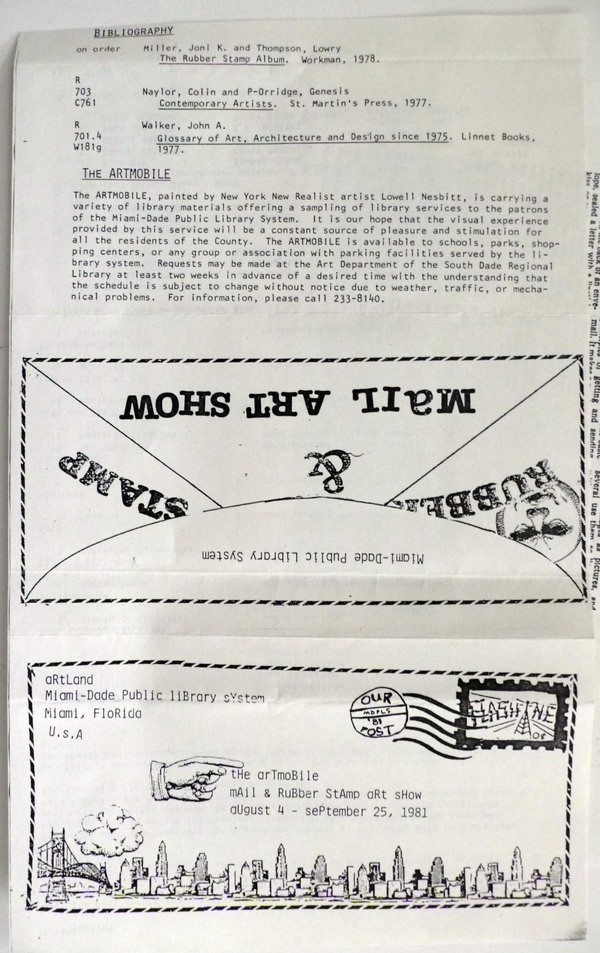 BIBLIOGRAPHY
on order Miller, Joni K. and Thompson, Lowry
The Rubber Stamp Album. Workman, 1978.
R
703 Naylor, Colin and P-Orridge, Genesis
C761 Contemporary Artists. St. Martin's Press, 1977.
R Walker, John A.
701.4 Glossary of Art, Architecture and Design since 1975. Linnet Books,
W181g 1977.
THE ARTMOBILE
The ARTMOBILE, painted by New York New Realist artist Lowell Nesbitt, is carrying a
variety of library materials offering a sampling of library services to the patrons
of the Miami-Dade Public Library System. It is our hope that the visual experience
provided by this service will be a constant source of pleasure and stimulation for
all the residents of the County. The ARTMOBILE is available to schools, parks, shop-
ping centers, or any group or association with parking facilities served by the li-
brary system. Requests may be made at the Art Department of the South Dade Regional
Library at least two weeks in advance of a desired time with the understanding that
the schedule is subject to change without notice due to weather, traffic, or mecha-
nical problems. For information, please call 233-8140.
Miami-Dade Public Library System
RUBBER STAMP
&
MaIL ART SHOW
aRtLand
Miami-Dade Public liBrary sYstem
Miami, FloRida
U.s.A
OUR
MDPLS
'81
POST
tHe arTmoBile
mAil & RuBber StAmp aRt sHow
aUgust 4 - sePtember 25, 1981